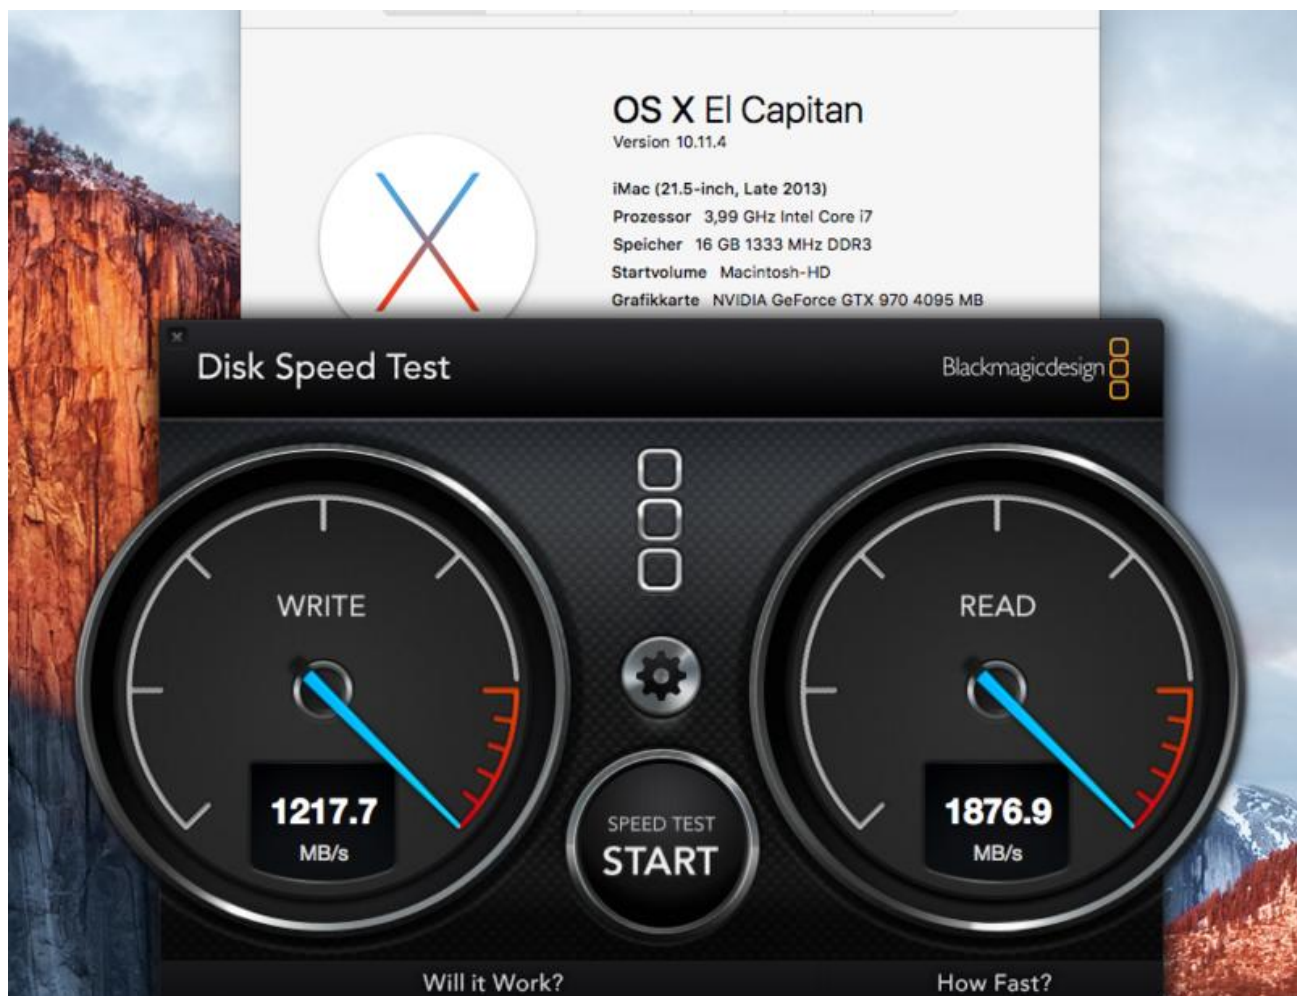 OS X El Capitan
Version 10.11.4
iMac (21.5-inch, Late 2013)
Prozessor 3,99 GHz Intel Core i7
Speicher 16 GB 1333 MHz DDR3
Startvolume Macintosh-HD
Grafikkarte NVIDIA GeForce GTX 970 4095 MB
Disk Speed Test
Blackmagicdesign
WRITE
READ
1217.7
MB/s
SPEED TEST
START
1876.9
MB/s
Will it Work?
How Fast?